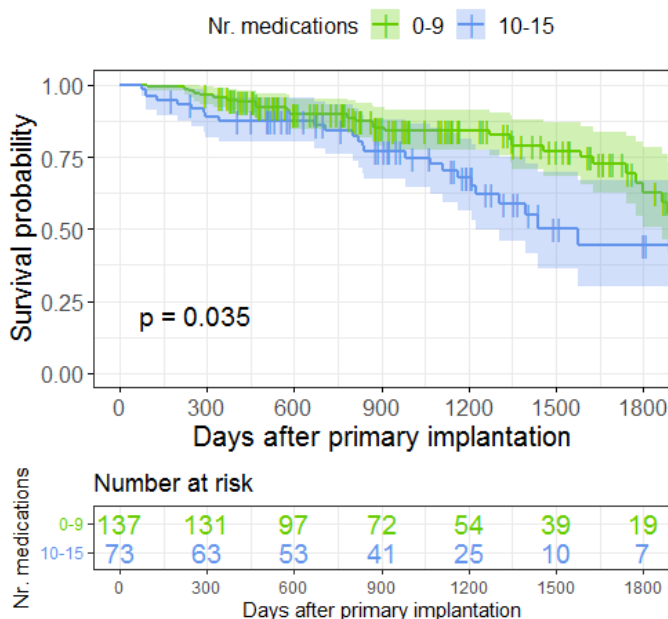 Nr. medications 0-9 10-15
Survival probability
1.00
0.75
0.50
0.25
0.00
p = 0.035
0 300 600 900 1200 1500 1800
Days after primary implantation
Number at risk
Nr. medications
0-9 137 131 97 72 54 39 19
10-15 73 63 53 41 25 10 7
0 300 600 900 1200 1500 1800
Days after primary implantation